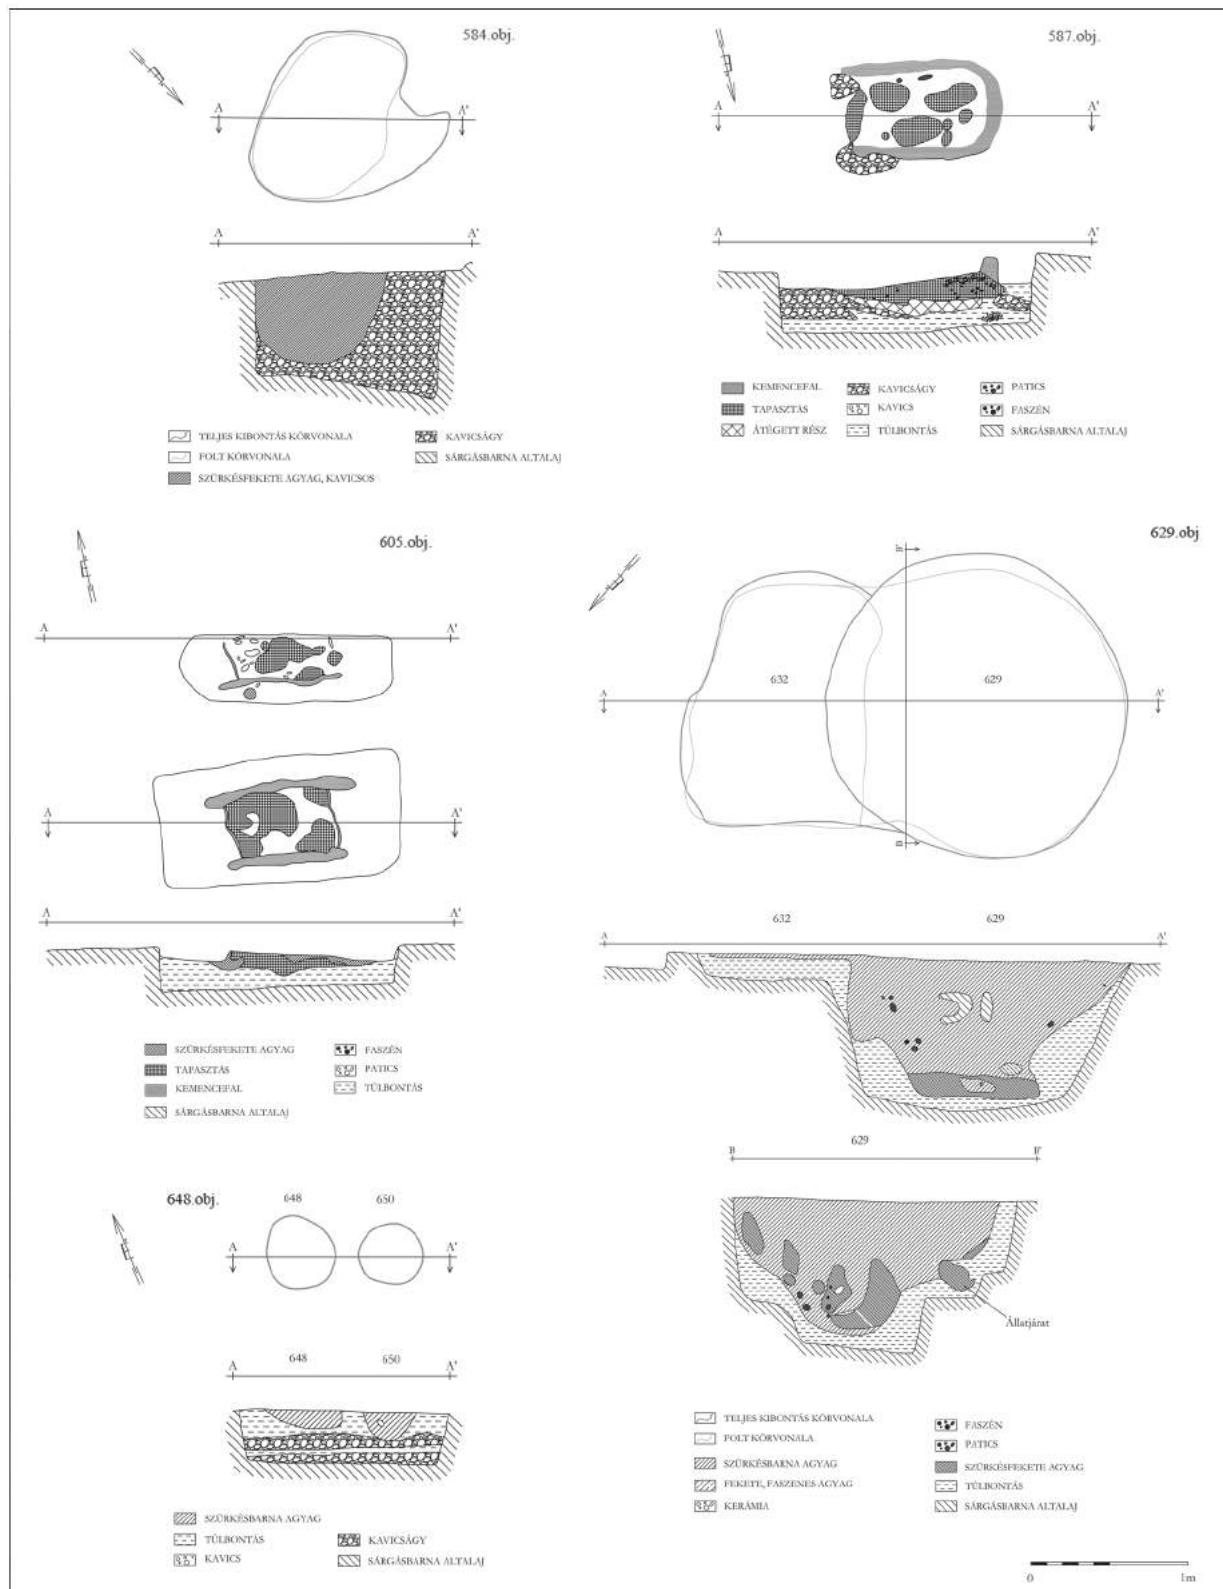 584.obj.
A A'
A A'
TELJES KIBONTÁS KÖRVONALA
FOLT KÖRVONALA
SZÜRKÉSFEKETE AGYAG, KAVICSOS
KAVICSÁGY
SÁRGÁSBARNA ALTALAJ
587.obj.
A A'
A A'
KEMENCEFAL
TAPASZTÁS
ÁTÉGETT RÉSZ
KAVICSÁGY
KAVICS
TÚLBONTÁS
PATICS
FASZÉN
SÁRGÁSBARNA ALTALAJ
605.obj.
A A'
A A'
A A'
SZÜRKÉSFEKETE AGYAG
TAPASZTÁS
KEMENCEFAL
SÁRGÁSBARNA ALTALAJ
FASZÉN
PATICS
TÚLBONTÁS
629.obj
B'
632 629
A A'
B
632 629
A A'
629
B B'
Állatjárat
TELJES KIBONTÁS KÖRVONALA
FOLT KÖRVONALA
SZÜRKÉSBARNA AGYAG
FEKETE, FASZENES AGYAG
KERÁMIA
FASZÉN
PATICS
SZÜRKÉSFEKETE AGYAG
TÚLBONTÁS
SÁRGÁSBARNA ALTALAJ
648.obj.
648 650
A A'
648 650
A A'
SZÜRKÉSBARNA AGYAG
TÚLBONTÁS
KAVICS
KAVICSÁGY
SÁRGÁSBARNA ALTALAJ
0 1m